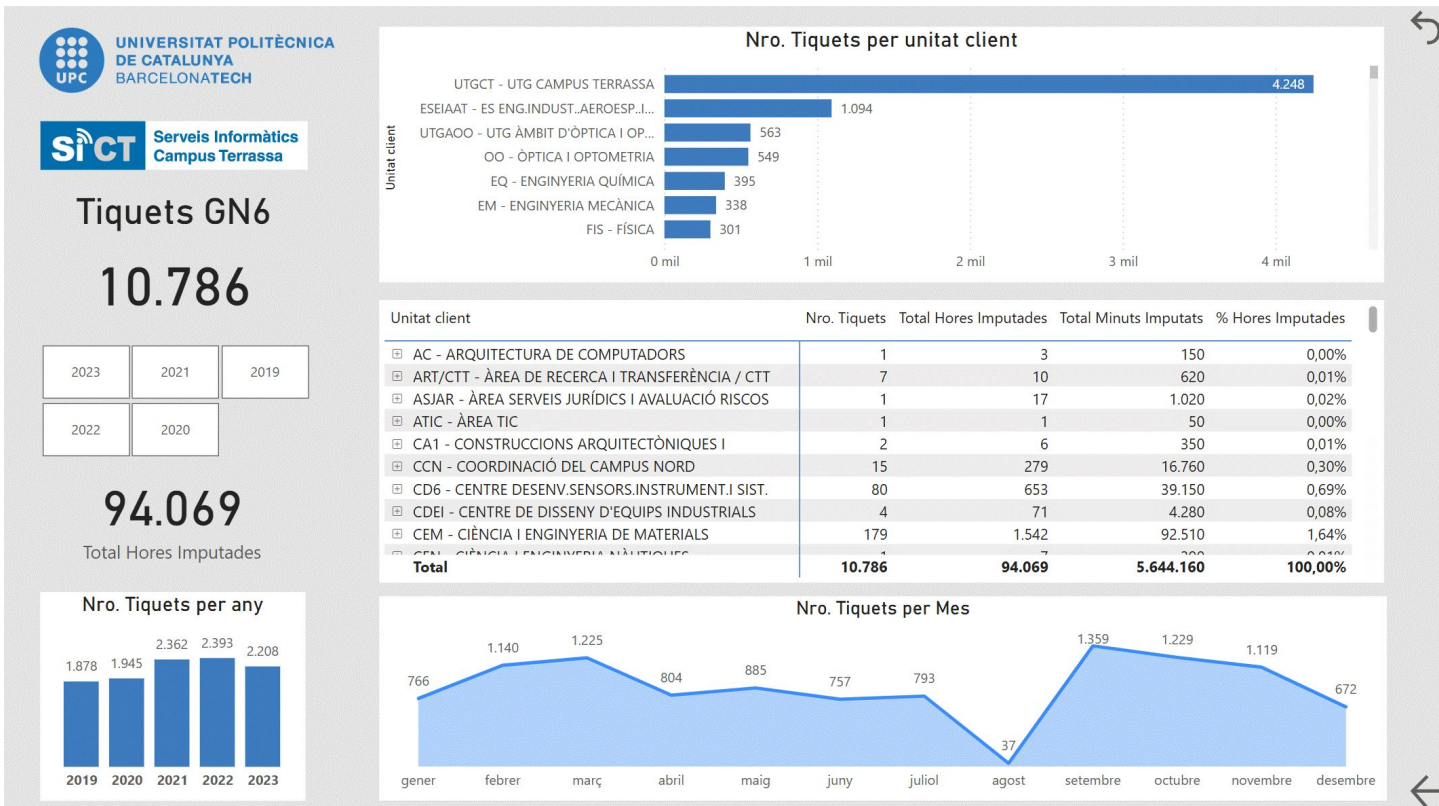 UNIVERSITAT POLITÈCNICA
DE CATALUNYA
BARCELONATECH
UPC
SiCT Serveis Informàtics
Campus Terrassa
Tiquets GN6
10.786
2023 2021 2019
2022 2020
94.069
Total Hores Imputades
Nro. Tiquets per any
1.878 1.945 2.362 2.393 2.208
2019 2020 2021 2022 2023
Nro. Tiquets per unitat client
Unitat client
UTGCT - UTG CAMPUS TERRASSA 4.248
ESEIAAT - ES ENG.INDUST..AEROESP..I... 1.094
UTGAOO - UTG ÀMBIT D'ÒPTICA I OP... 563
OO - ÒPTICA I OPTOMETRIA 549
EQ - ENGINYERIA QUÍMICA 395
EM - ENGINYERIA MECÀNICA 338
FIS - FÍSICA 301
0 mil 1 mil 2 mil 3 mil 4 mil
Unitat client Nro. Tiquets Total Hores Imputades Total Minuts Imputats % Hores Imputades
AC - ARQUITECTURA DE COMPUTADORS 1 3 150 0,00%
ART/CTT - ÀREA DE RECERCA I TRANSFERÈNCIA / CTT 7 10 620 0,01%
ASJAR - ÀREA SERVEIS JURÍDICS I AVALUACIÓ RISCOS 1 17 1.020 0,02%
ATIC - ÀREA TIC 1 1 50 0,00%
CA1 - CONSTRUCCIONS ARQUITECTÒNIQUES I 2 6 350 0,01%
CCN - COORDINACIÓ DEL CAMPUS NORD 15 279 16.760 0,30%
CD6 - CENTRE DESENV.SENSORS.INSTRUMENT.I SIST. 80 653 39.150 0,69%
CDEI - CENTRE DE DISSENY D'EQUIPS INDUSTRIALS 4 71 4.280 0,08%
CEM - CIÈNCIA I ENGINYERIA DE MATERIALS 179 1.542 92.510 1,64%
Total 10.786 94.069 5.644.160 100,00%
Nro. Tiquets per Mes
766 1.140 1.225 804 885 757 793 37 1.359 1.229 1.119 672
gener febrer març abril maig juny juliol agost setembre octubre novembre desembre